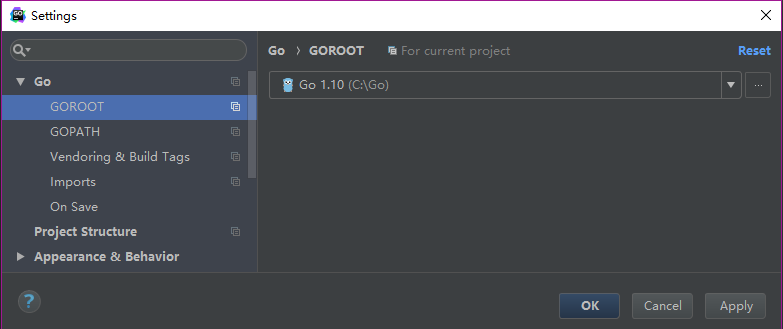 Settings
Go
GOROOT
GOPATH
Vendoring & Build Tags
Imports
On Save
Project Structure
Appearance & Behavior
Go › GOROOT For current project Reset
Go 1.10 (C:\Go) ...
? OK Cancel Apply